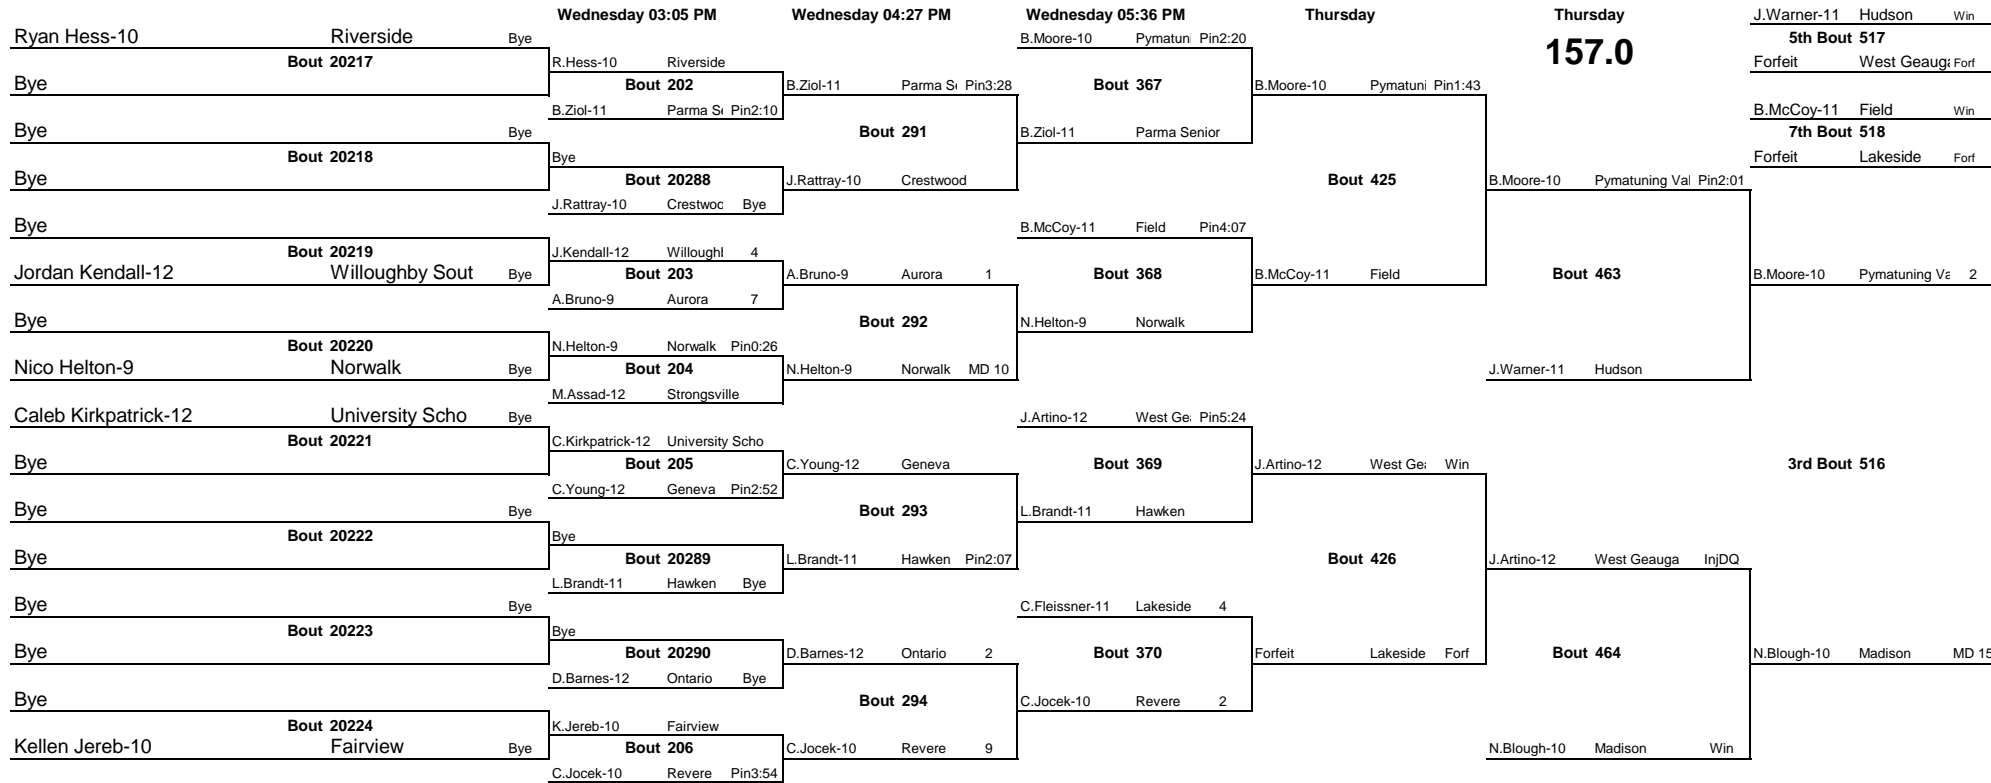 Wednesday 03:05 PM Wednesday 04:27 PM Wednesday 05:36 PM Thursday Thursday
157.0
Ryan Hess-10 Riverside Bye
Bout 20217
Bye
Bye Bye
Bout 20218
Bye
Bye
Bout 20219
Jordan Kendall-12 Willoughby Sout Bye
Bye
Bout 20220
Nico Helton-9 Norwalk Bye
Caleb Kirkpatrick-12 University Scho Bye
Bout 20221
Bye
Bye Bye
Bout 20222
Bye
Bye Bye
Bout 20223
Bye
Bye
Bout 20224
Kellen Jereb-10 Fairview Bye
R.Hess-10 Riverside
Bout 202
B.Ziol-11 Parma Se Pin2:10
Bye
Bout 20288
J.Rattray-10 Crestwoo Bye
J.Kendall-12 Willoughl 4
Bout 203
A.Bruno-9 Aurora 7
N.Helton-9 Norwalk Pin0:26
Bout 204
M.Assad-12 Strongsville
C.Kirkpatrick-12 University Scho
Bout 205
C.Young-12 Geneva Pin2:52
Bye
Bout 20289
L.Brandt-11 Hawken Bye
Bye
Bout 20290
D.Barnes-12 Ontario Bye
K.Jereb-10 Fairview
Bout 206
C.Jocek-10 Revere Pin3:54
B.Ziol-11 Parma Se Pin3:28
Bout 291
J.Rattray-10 Crestwood
A.Bruno-9 Aurora 1
Bout 292
N.Helton-9 Norwalk MD 10
C.Young-12 Geneva
Bout 293
L.Brandt-11 Hawken Pin2:07
D.Barnes-12 Ontario 2
Bout 294
C.Jocek-10 Revere 9
B.Moore-10 Pymatuni Pin2:20
Bout 367
B.Ziol-11 Parma Senior
B.McCoy-11 Field Pin4:07
Bout 368
N.Helton-9 Norwalk
J.Artino-12 West Gea Pin5:24
Bout 369
L.Brandt-11 Hawken
C.Fleissner-11 Lakeside 4
Bout 370
C.Jocek-10 Revere 2
B.Moore-10 Pymatuni Pin1:43
Bout 425
B.McCoy-11 Field
J.Artino-12 West Gea Win
Bout 426
Forfeit Lakeside Forf
B.Moore-10 Pymatuning Val Pin2:01
Bout 463
J.Warner-11 Hudson
J.Artino-12 West Geauga InjDQ
Bout 464
N.Blough-10 Madison Win
J.Warner-11 Hudson Win
5th Bout 517
Forfeit West Geauga Forf
B.McCoy-11 Field Win
7th Bout 518
Forfeit Lakeside Forf
B.Moore-10 Pymatuning Va 2
3rd Bout 516
N.Blough-10 Madison MD 15